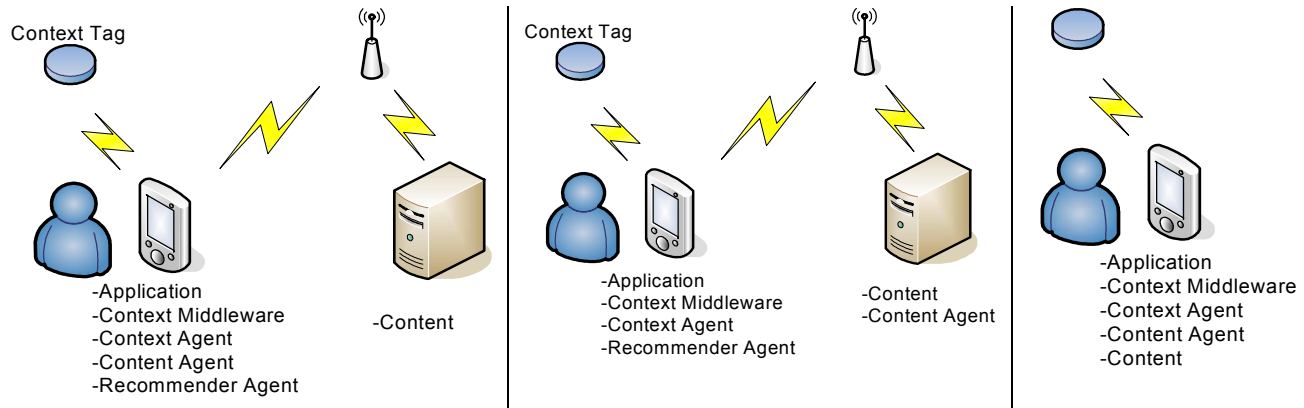 Context Tag
-Application
-Context Middleware
-Context Agent
-Content Agent
-Recommender Agent
-Content
Context Tag
-Application
-Context Middleware
-Context Agent
-Recommender Agent
-Content
-Content Agent
-Application
-Context Middleware
-Context Agent
-Content Agent
-Content